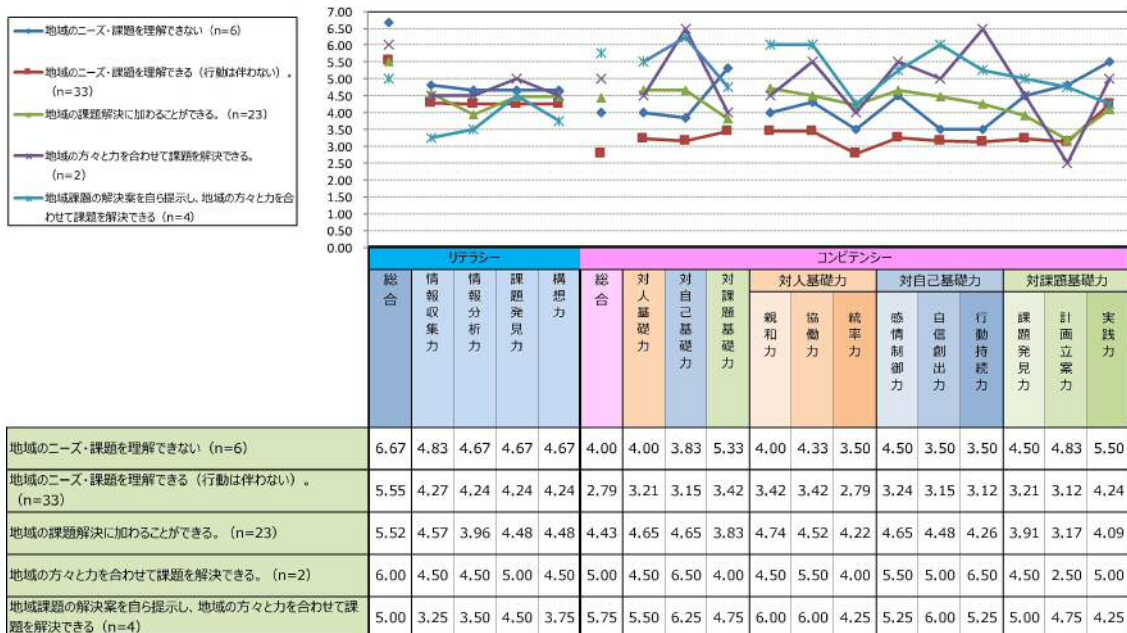 7.00
6.50
6.00
5.50
5.00
4.50
4.00
3.50
3.00
2.50
2.00
1.50
1.00
0.50
0.00
地域のニーズ・課題を理解できない（n=6）
地域のニーズ・課題を理解できる（行動は伴わない）。
（n=33）
地域の課題解決に加わることができる。（n=23）
地域の方々と力を合わせて課題を解決できる。
（n=2）
地域課題の解決案を自ら提示し、地域の方々と力を合
わせて課題を解決できる（n=4）
リテラシー コンピテンシー
対人基礎力 対自己基礎力 対課題基礎力
総合 情報収集力 情報分析力 課題発見力 構想力 総合 対人基礎力 対自己基礎力 対課題基礎力 親和力 協働力 統率力 感情制御力 自信創出力 行動持続力 課題発見力 計画立案力 実践力
地域のニーズ・課題を理解できない（n=6） 6.67 4.83 4.67 4.67 4.67 4.00 4.00 3.83 5.33 4.00 4.33 3.50 4.50 3.50 3.50 4.50 4.83 5.50
地域のニーズ・課題を理解できる（行動は伴わない）。
（n=33） 5.55 4.27 4.24 4.24 4.24 2.79 3.21 3.15 3.42 3.42 3.42 2.79 3.24 3.15 3.12 3.21 3.12 4.24
地域の課題解決に加わることができる。（n=23） 5.52 4.57 3.96 4.48 4.48 4.43 4.65 4.65 3.83 4.74 4.52 4.22 4.65 4.48 4.26 3.91 3.17 4.09
地域の方々と力を合わせて課題を解決できる。（n=2） 6.00 4.50 4.50 5.00 4.50 5.00 4.50 6.50 4.00 4.50 5.50 4.00 5.50 5.00 6.50 4.50 2.50 5.00
地域課題の解決案を自ら提示し、地域の方々と力を合わせて課
題を解決できる（n=4） 5.00 3.25 3.50 4.50 3.75 5.75 5.50 6.25 4.75 6.00 6.00 4.25 5.25 6.00 5.25 5.00 4.75 4.25